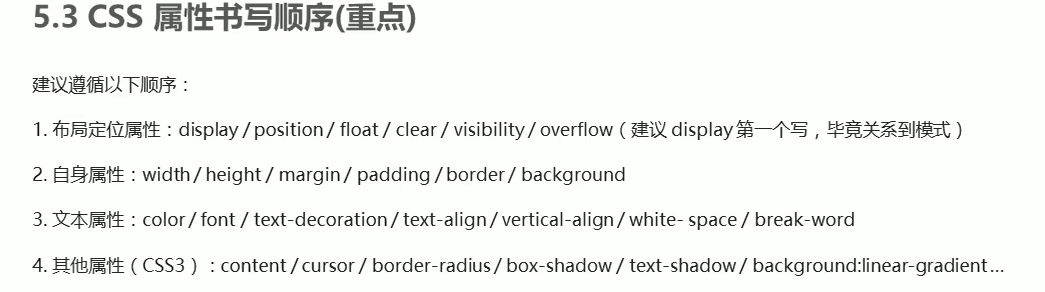 5.3 CSS 属性书写顺序(重点)
建议遵循以下顺序：
1. 布局定位属性：display / position / float / clear / visibility / overflow（建议 display 第一个写，毕竟关系到模式）
2. 自身属性：width / height / margin / padding / border / background
3. 文本属性：color / font / text-decoration / text-align / vertical-align / white- space / break-word
4. 其他属性（CSS3）：content / cursor / border-radius / box-shadow / text-shadow / background:linear-gradient…